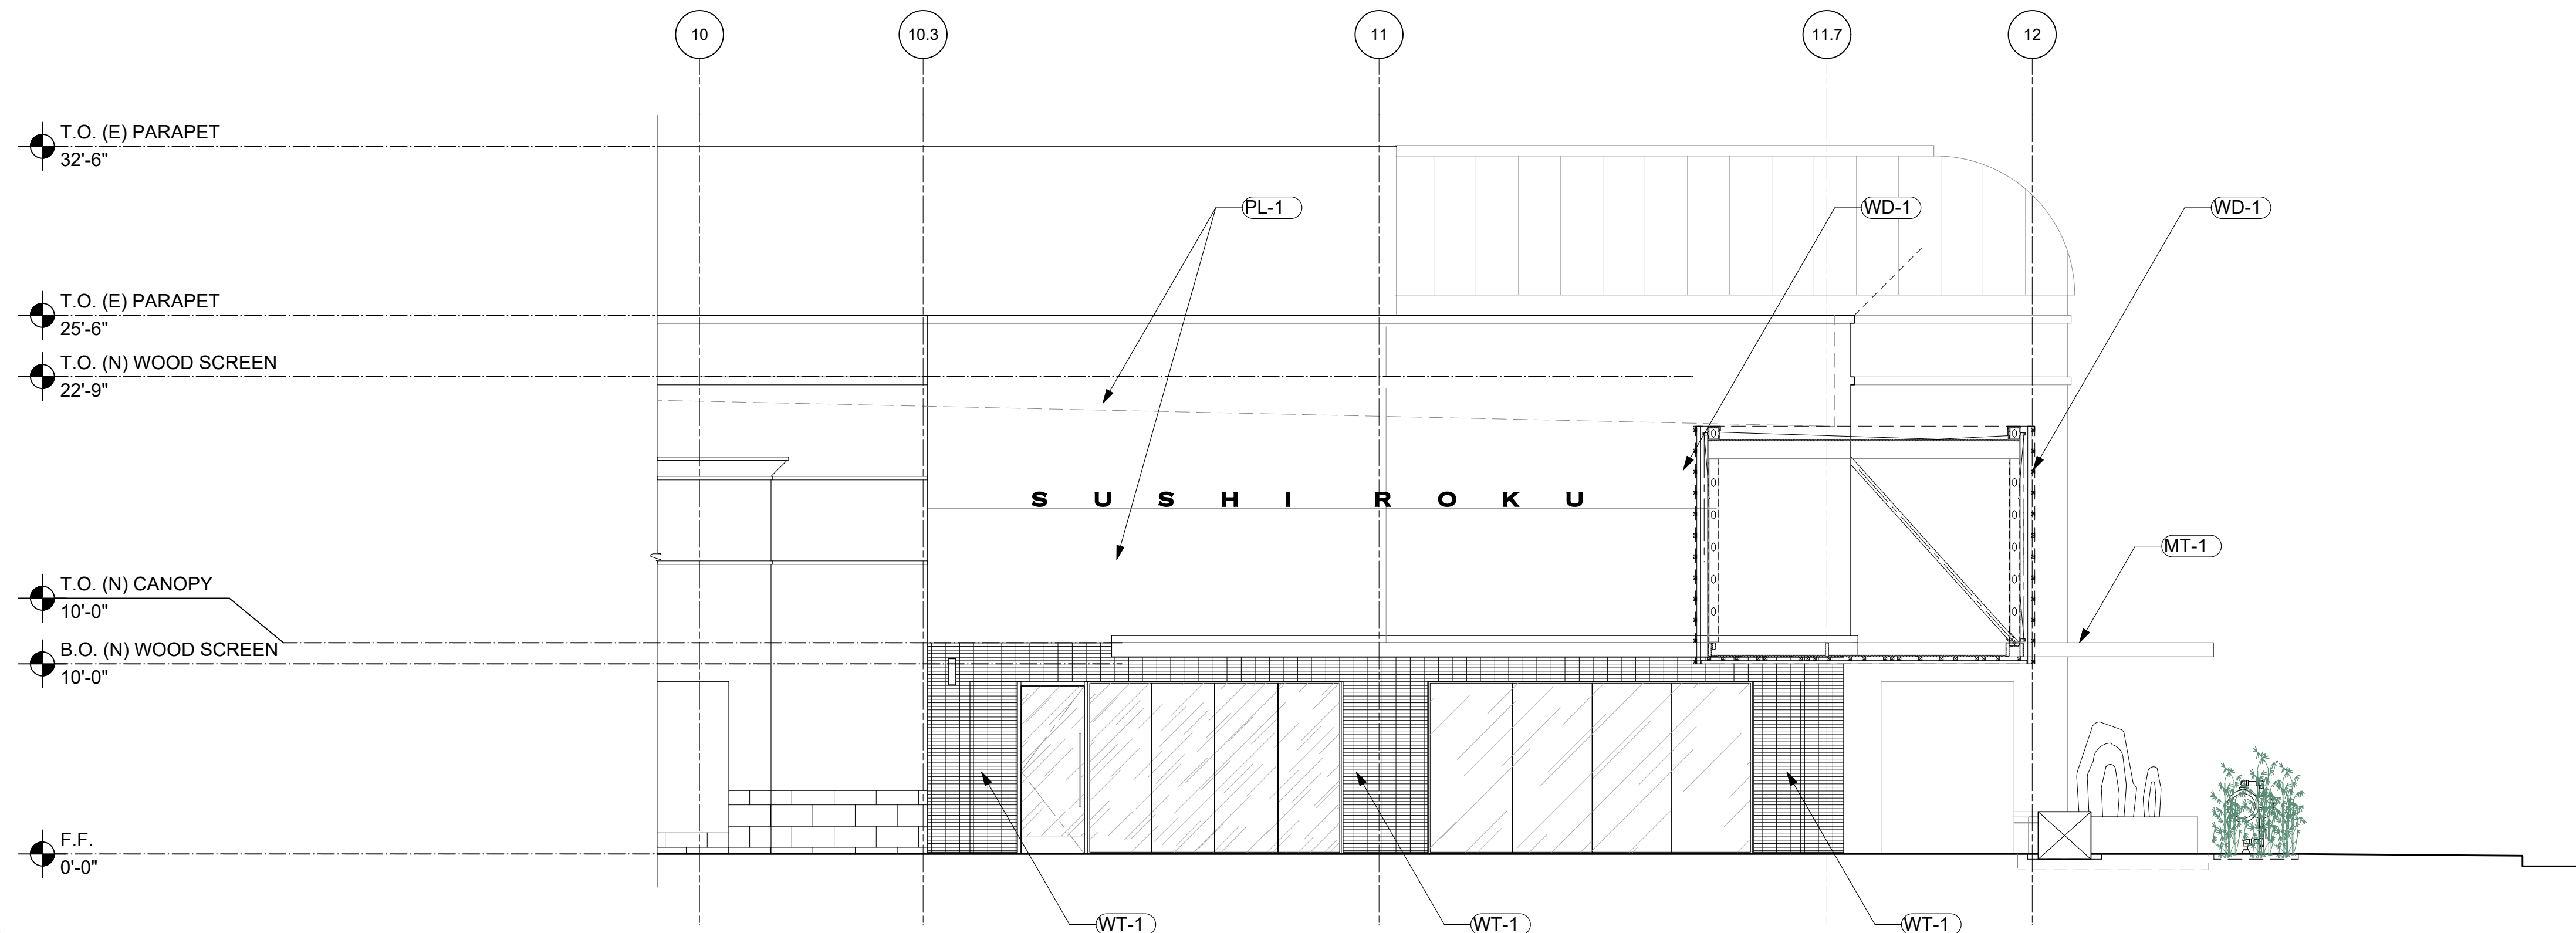 10
10.3
11
11.7
12
T.O. (E) PARAPET
32'-6"
PL-1
WD-1
WD-1
T.O. (E) PARAPET
25'-6"
T.O. (N) WOOD SCREEN
22'-9"
SUSHI ROKU
MT-1
T.O. (N) CANOPY
10'-0"
B.O. (N) WOOD SCREEN
10'-0"
F.F.
0'-0"
WT-1
WT-1
WT-1